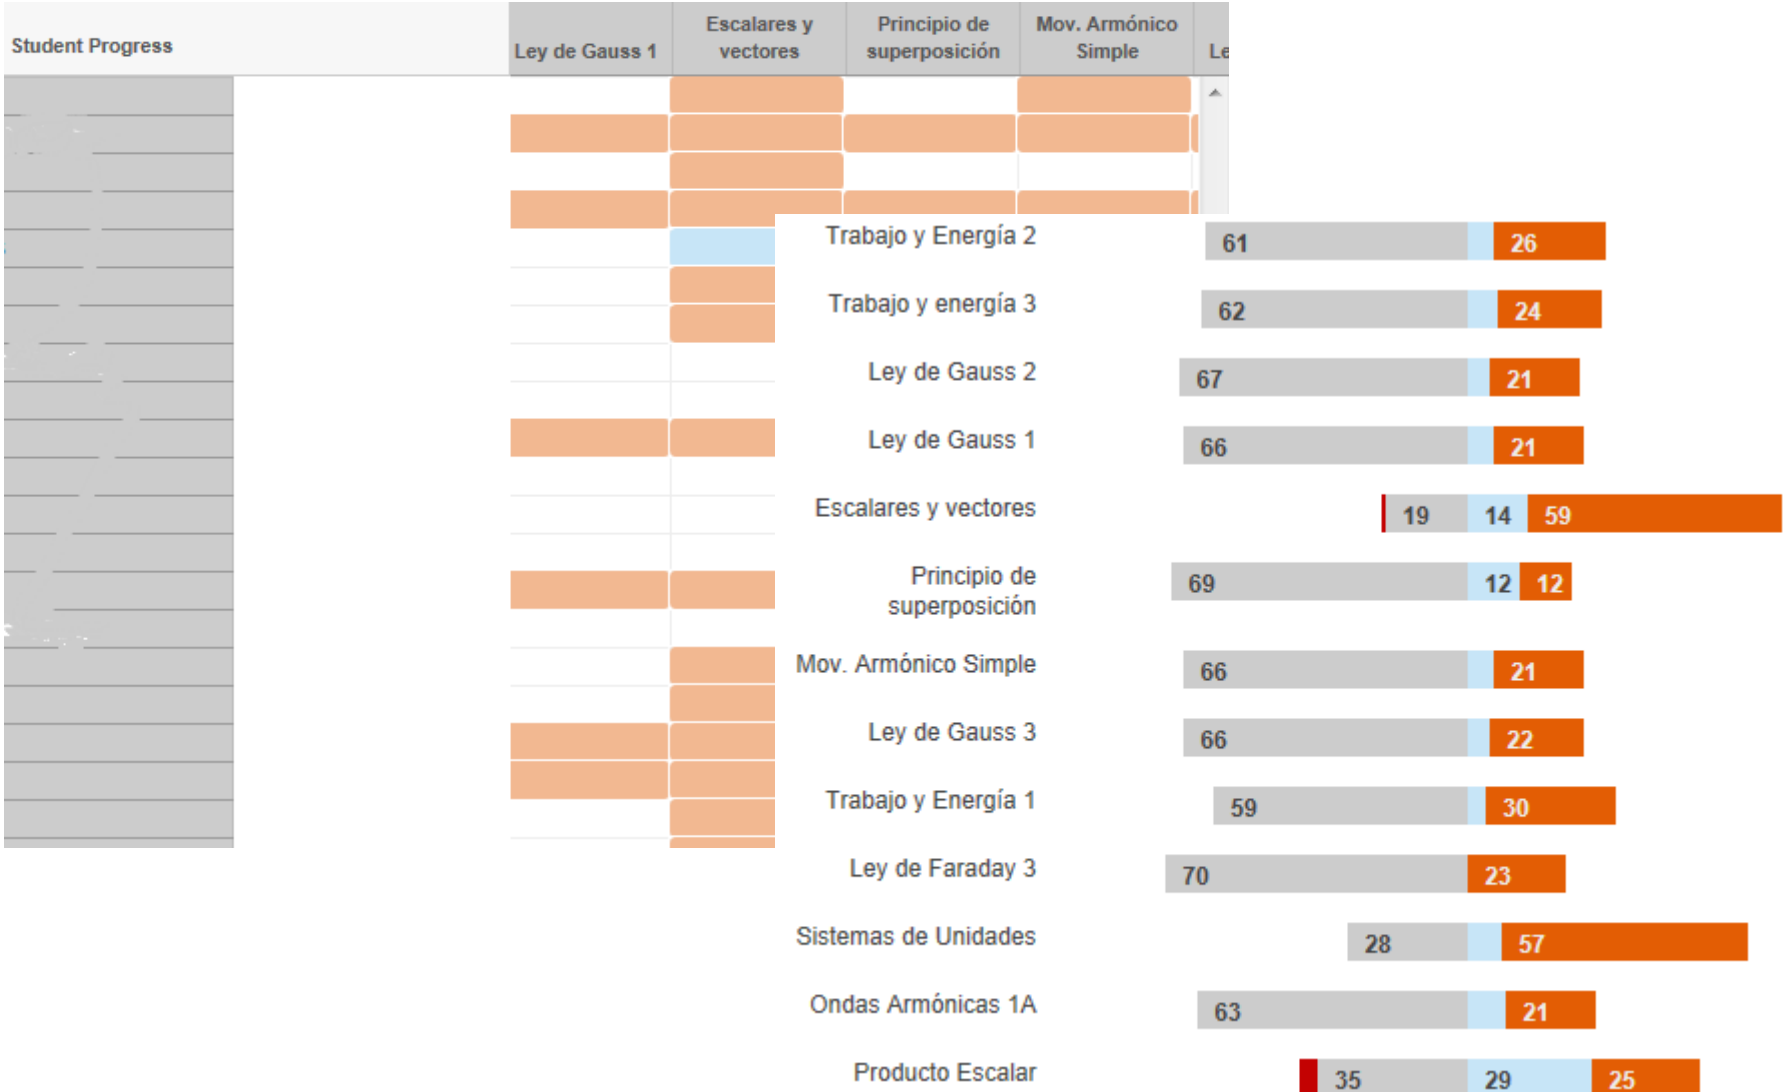 Student Progress
Ley de Gauss 1
Escalares y
vectores
Principio de
superposición
Mov. Armónico
Simple
Le
Trabajo y Energía 2
61 26
Trabajo y energía 3
62 24
Ley de Gauss 2
67 21
Ley de Gauss 1
66 21
Escalares y vectores
19 14 59
Principio de
superposición
69 12 12
Mov. Armónico Simple
66 21
Ley de Gauss 3
66 22
Trabajo y Energía 1
59 30
Ley de Faraday 3
70 23
Sistemas de Unidades
28 57
Ondas Armónicas 1A
63 21
Producto Escalar
35 29 25